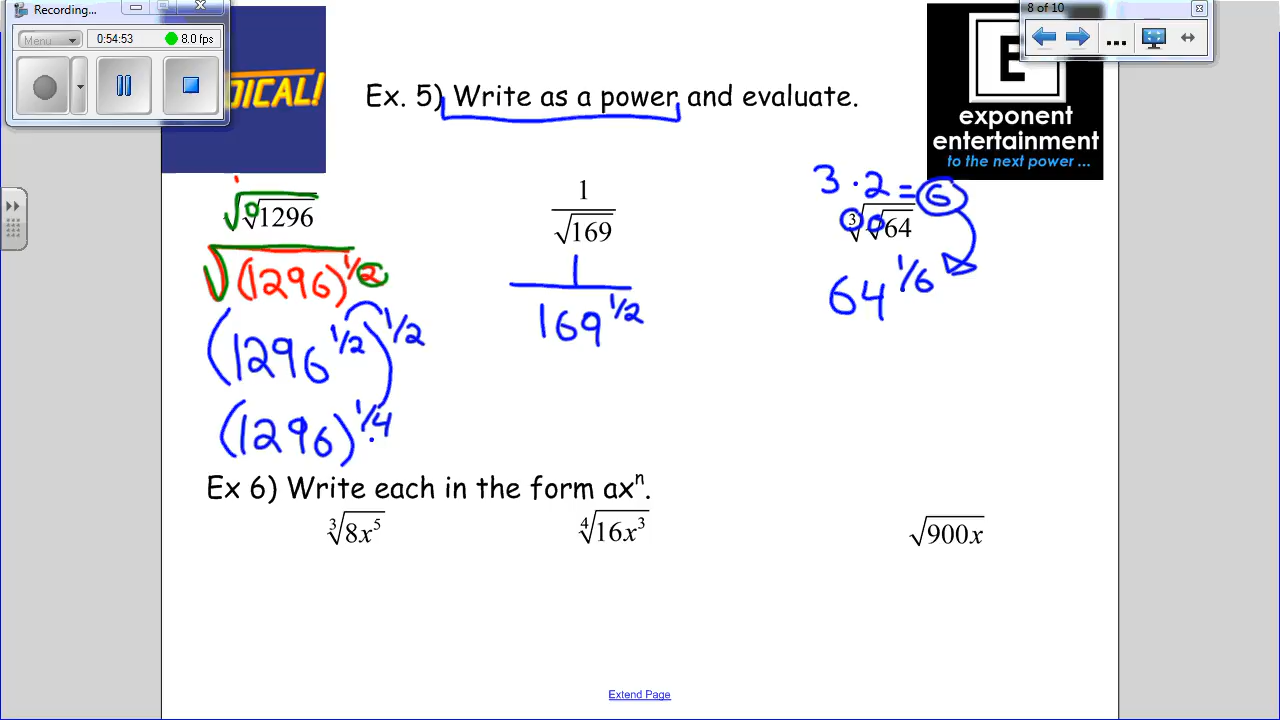 Recording...
8 of 10
Menu
0:54:53
8.0 fps
...
DICAL!
E
exponent
entertainment
to the next power ...
Ex. 5) Write as a power and evaluate.
√√1296
√(1296)^1/2
(1296^1/2)^1/2
(1296)^1/4
1/√169
1/169^1/2
3 · 2 = 6
∛√64
64^1/6
Ex 6) Write each in the form axⁿ.
∛8x⁵
∜16x³
√900x
Extend Page